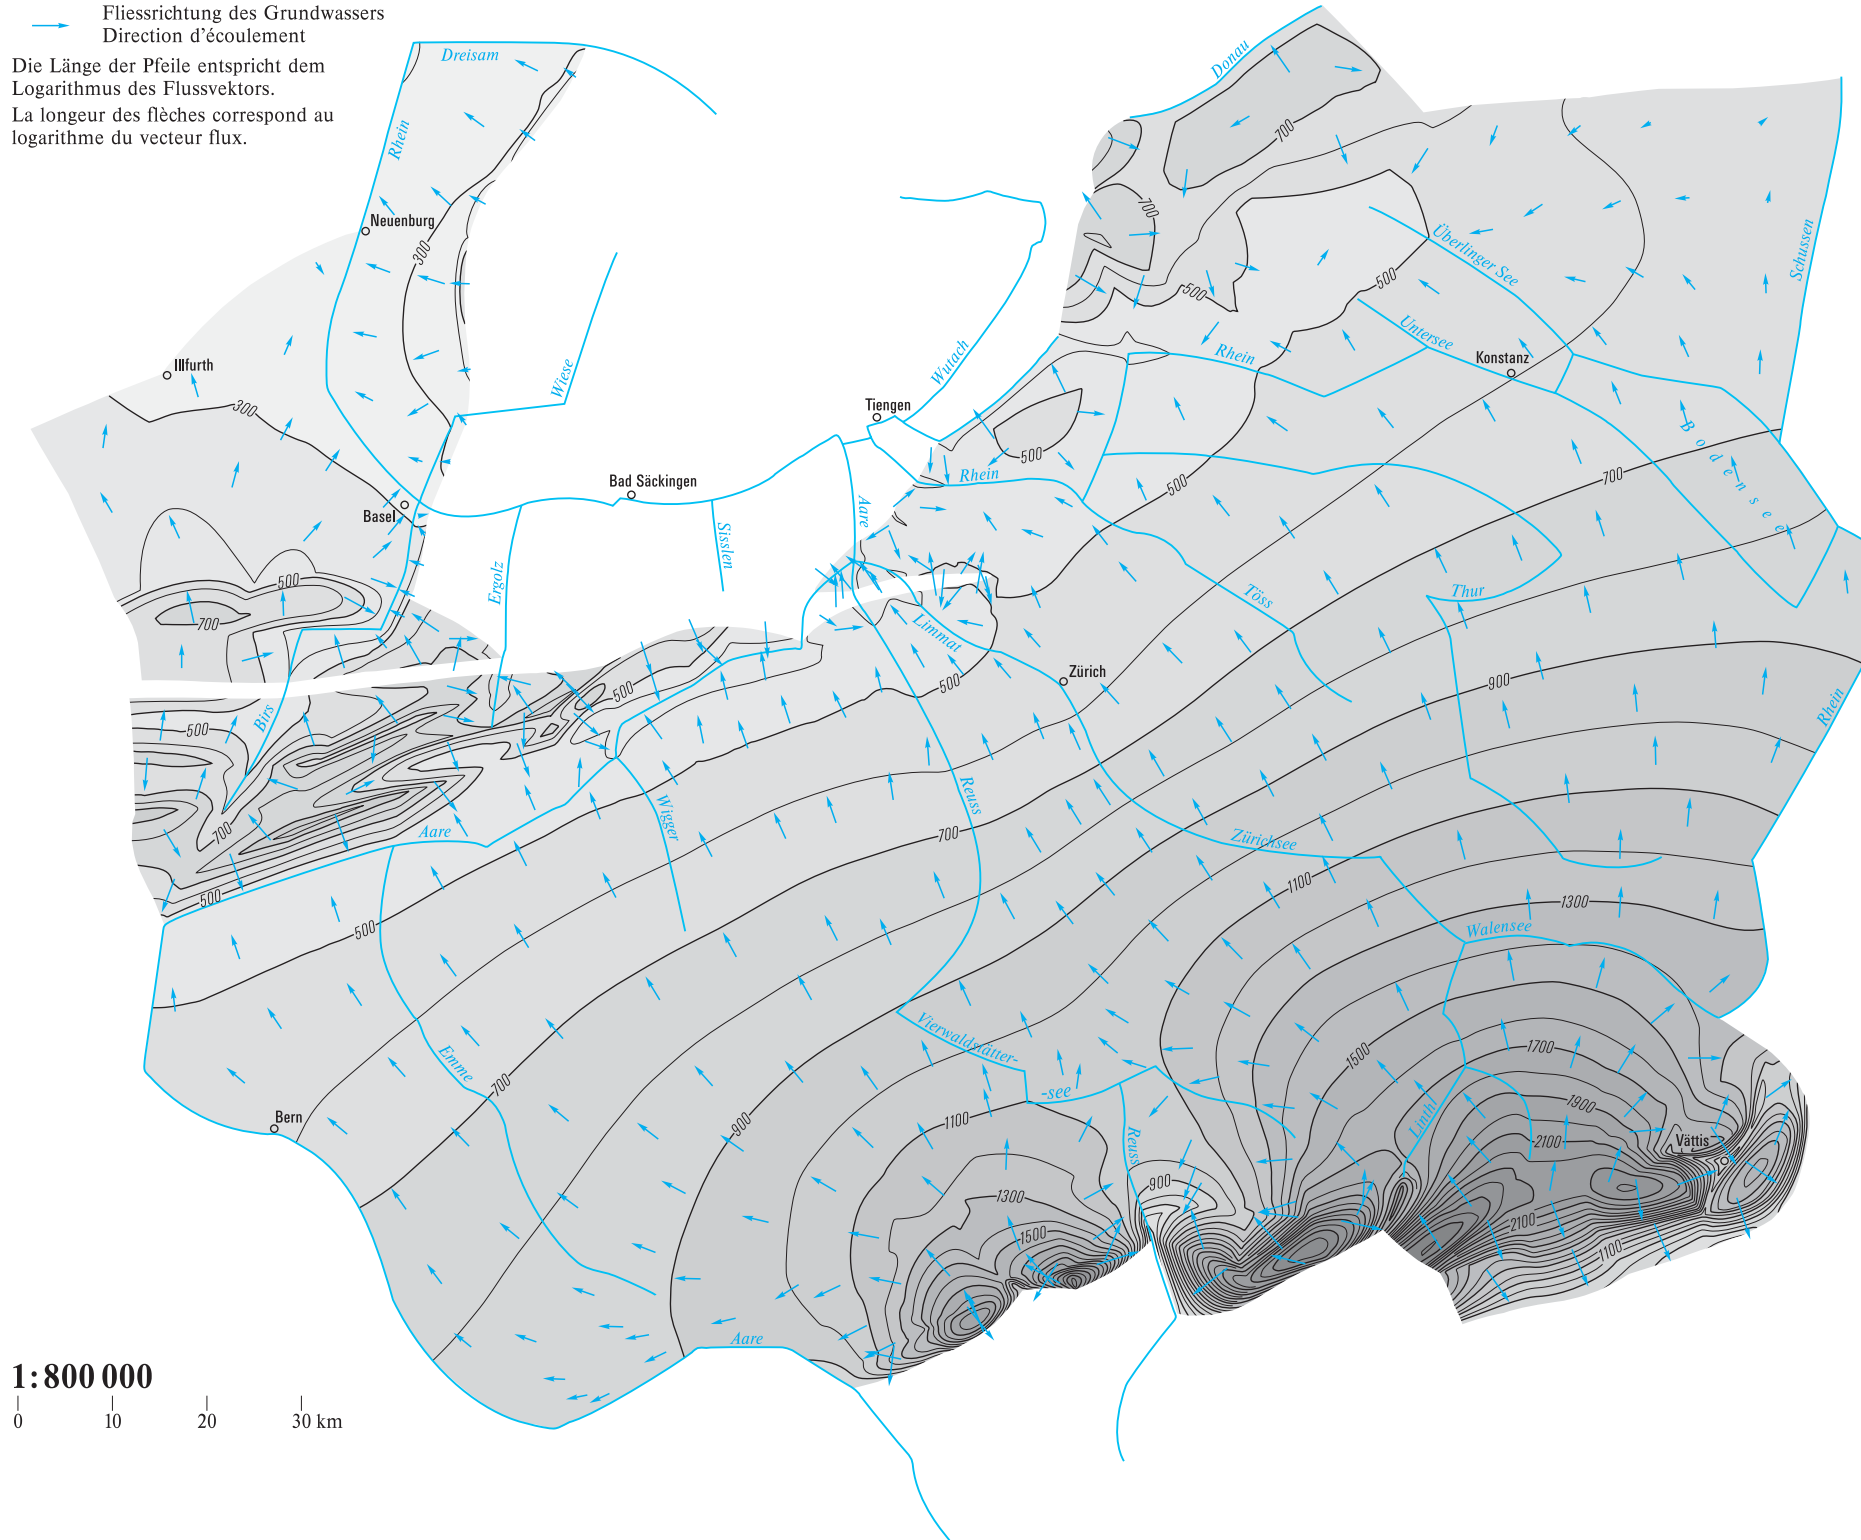 Fliessrichtung des Grundwassers
Direction d'écoulement
Die Länge der Pfeile entspricht dem
Logarithmus des Flussvektors.
La longeur des flèches correspond au
logarithme du vecteur flux.
Dreisam
Donau
Rhein
700
Neuenburg
700
300
Überlinger See
Schussen
500
500
Untersee
Wiese
Wutach
Rhein
Konstanz
Illfurth
300
Tiengen
Bodensee
500
Rhein
700
Bad Säckingen
500
Basel
Aare
Sisslen
Ergolz
500
Töss
Thur
700
Limmat
Zürich
500
500
900
Birs
500
Rhein
Reuss
Wigger
700
Aare
700
Zürichsee
1100
500
1300
500
Walensee
Vierwaldstätter-
1700
1500
Emme
700
-see
1900
Linth
Bern
900
1100
Reuss
2100
Vättis
900
1300
2100
1500
1100
Aare
1:800 000
0 10 20 30 km